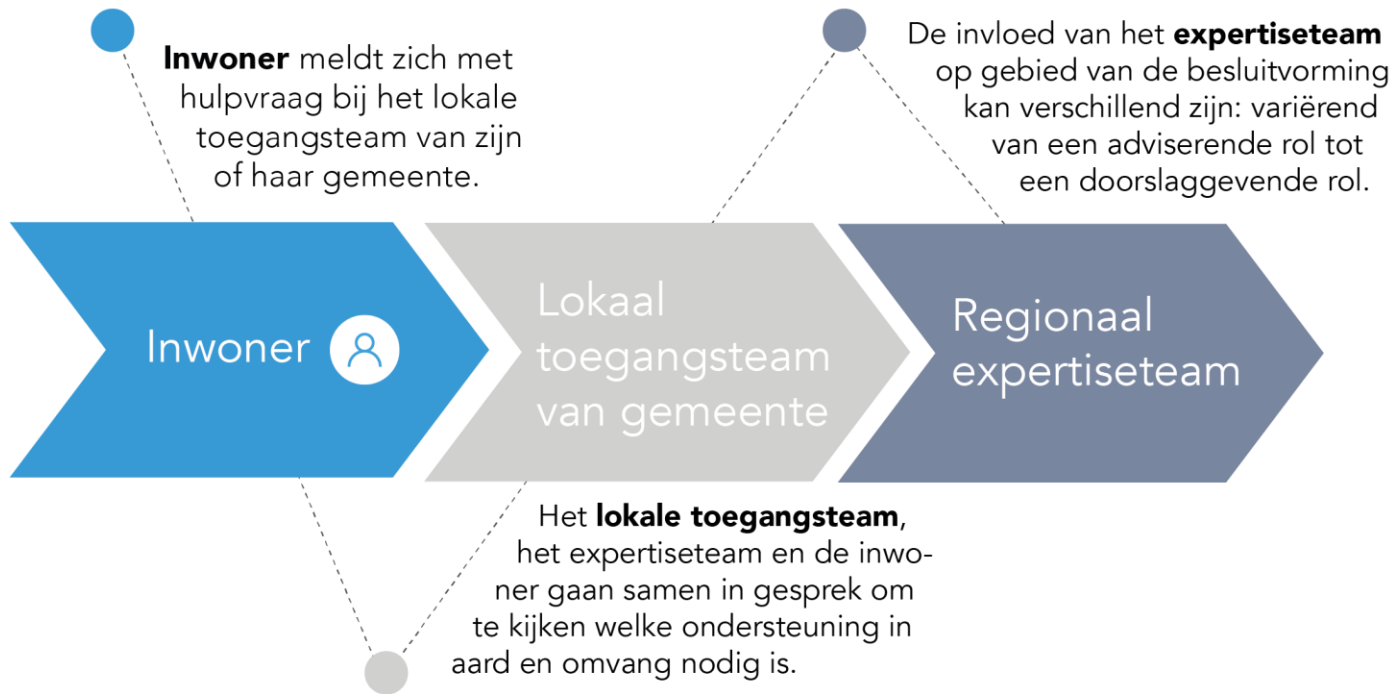 Inwoner meldt zich met
hulpvraag bij het lokale
toegangsteam van zijn
of haar gemeente.
De invloed van het expertiseteam
op gebied van de besluitvorming
kan verschillend zijn: variërend
van een adviserende rol tot
een doorslaggevende rol.
Inwoner
Lokaal
toegangsteam
van gemeente
Regionaal
expertiseteam
Het lokale toegangsteam,
het expertiseteam en de inwo-
ner gaan samen in gesprek om
te kijken welke ondersteuning in
aard en omvang nodig is.